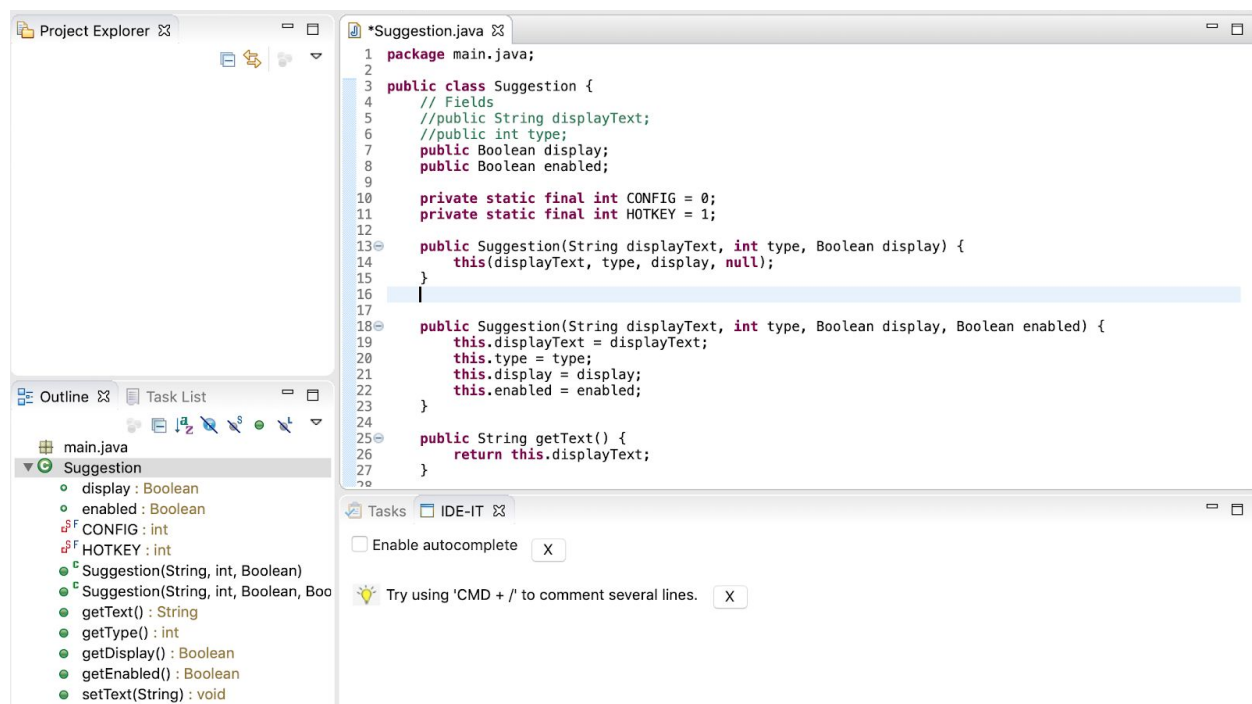 Project Explorer
*Suggestion.java
1 package main.java;
2
3 public class Suggestion {
4 // Fields
5 //public String displayText;
6 //public int type;
7 public Boolean display;
8 public Boolean enabled;
9
10 private static final int CONFIG = 0;
11 private static final int HOTKEY = 1;
12
13 public Suggestion(String displayText, int type, Boolean display) {
14 this(displayText, type, display, null);
15 }
16
17
18 public Suggestion(String displayText, int type, Boolean display, Boolean enabled) {
19 this.displayText = displayText;
20 this.type = type;
21 this.display = display;
22 this.enabled = enabled;
23 }
24
25 public String getText() {
26 return this.displayText;
27 }
28
Outline Task List
main.java
Suggestion
display : Boolean
enabled : Boolean
CONFIG : int
HOTKEY : int
Suggestion(String, int, Boolean)
Suggestion(String, int, Boolean, Boo
getText() : String
getType() : int
getDisplay() : Boolean
getEnabled() : Boolean
setText(String) : void
Tasks IDE-IT
Enable autocomplete X
Try using 'CMD + /' to comment several lines. X